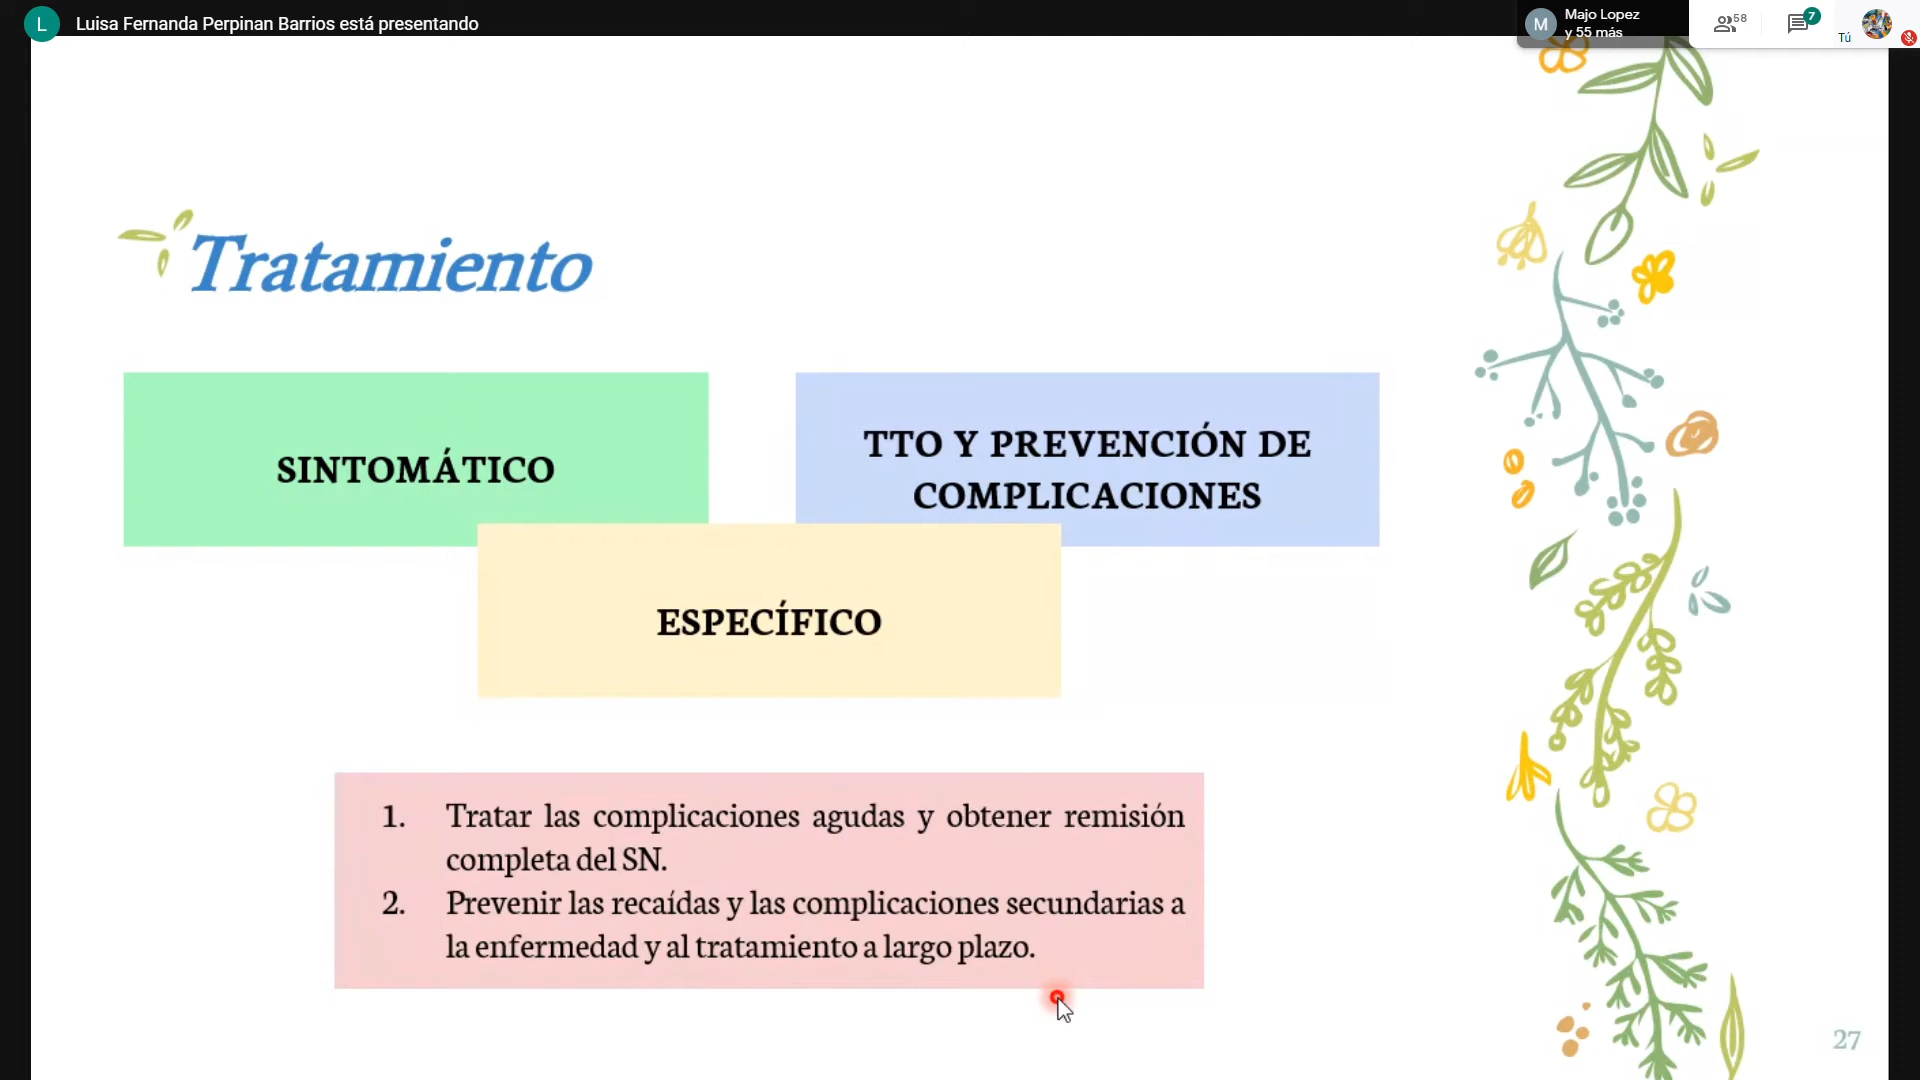 L Luisa Fernanda Perpinan Barrios está presentando
M Majo Lopez
y 55 más
58
7
Tú
Tratamiento
SINTOMÁTICO
TTO Y PREVENCIÓN DE
COMPLICACIONES
ESPECÍFICO
1. Tratar las complicaciones agudas y obtener remisión
completa del SN.
2. Prevenir las recaídas y las complicaciones secundarias a
la enfermedad y al tratamiento a largo plazo.
27